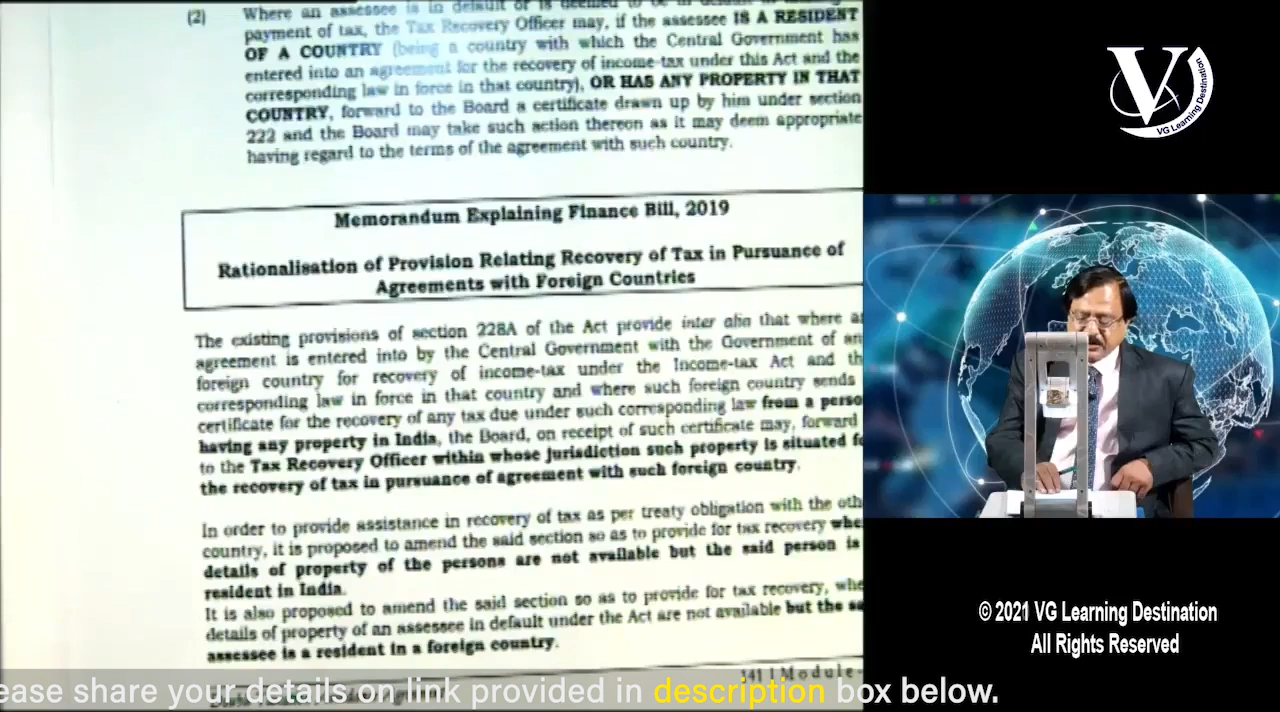 (2) Where an assessee is in default or is deemed to be in default in making
payment of tax, the Tax Recovery Officer may, if the assessee IS A RESIDENT
OF A COUNTRY (being a country with which the Central Government has
entered into an agreement for the recovery of income-tax under this Act and the
corresponding law in force in that country), OR HAS ANY PROPERTY IN THAT
COUNTRY, forward to the Board a certificate drawn up by him under section
222 and the Board may take such action thereon as it may deem appropriate
having regard to the terms of the agreement with such country.
Memorandum Explaining Finance Bill, 2019
Rationalisation of Provision Relating Recovery of Tax in Pursuance of
Agreements with Foreign Countries
The existing provisions of section 228A of the Act provide inter alia that where
agreement is entered into by the Central Government with the Government of
foreign country for recovery of income-tax under the Income-tax Act and
corresponding law in force in that country and where such foreign country sends
certificate for the recovery of any tax due under such corresponding law from a
having any property in India, the Board, on receipt of such certificate may, forward
to the Tax Recovery Officer within whose jurisdiction such property is situated
the recovery of tax in pursuance of agreement with such foreign country.
In order to provide assistance in recovery of tax as per treaty obligation with the
country, it is proposed to amend the said section so as to provide for tax recovery
details of property of the persons are not available but the said person is
resident in India.
It is also proposed to amend the said section so as to provide for tax recovery,
details of property of an assessee in default under the Act are not available but the
assessee is a resident in a foreign country.
141 | Module-
ease share your details on link provided in description box below.
V
VG Learning Destination
© 2021 VG Learning Destination
All Rights Reserved